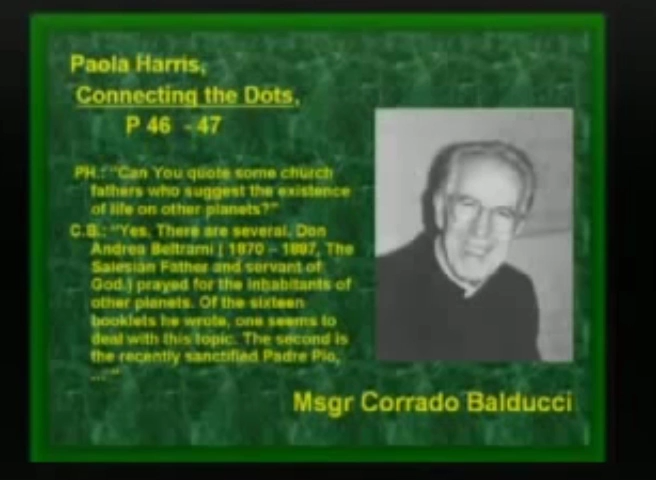 Paola Harris,
Connecting the Dots,
P 46 - 47
PH.: "Can You quote some church
fathers who suggest the existence
of life on other planets?"
C.B.: "Yes. There are several. Don
Andrea Beltrami ( 1870 – 1897, The
Salesian Father and servant of
God.) prayed for the inhabitants of
other planets. Of the sixteen
booklets he wrote, one seems to
deal with this topic. The second is
the recently sanctified Padre Pio,
..."
Msgr Corrado Balducci